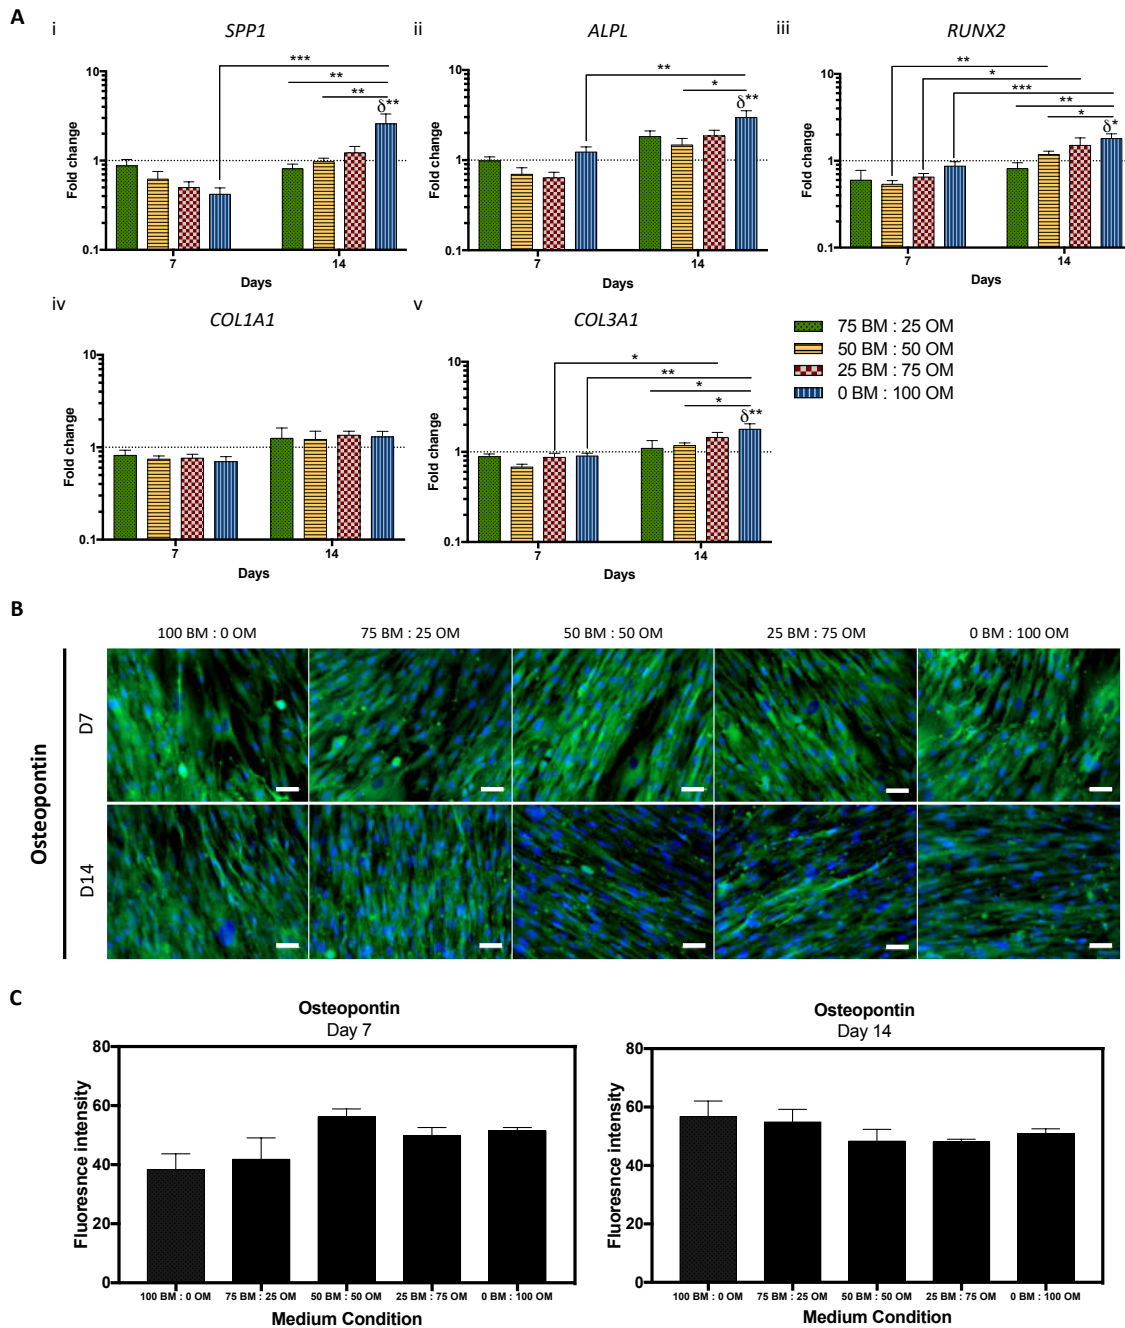 A
i
SPP1
ii
ALPL
iii
RUNX2
***
**
**
δ**
**
*
δ**
**
*
***
**
*
δ*
Fold change
10
1
0.1
7
14
Days
Fold change
10
1
0.1
7
14
Days
Fold change
10
1
0.1
7
14
Days
iv
COL1A1
v
COL3A1
Fold change
10
1
0.1
7
14
Days
*
**
*
*
δ**
Fold change
10
1
0.1
7
14
Days
75 BM : 25 OM
50 BM : 50 OM
25 BM : 75 OM
0 BM : 100 OM
B
100 BM : 0 OM
75 BM : 25 OM
50 BM : 50 OM
25 BM : 75 OM
0 BM : 100 OM
Osteopontin
D7
D14
C
Osteopontin
Day 7
Fluoresnce intensity
80
60
40
20
0
100 BM : 0 OM
75 BM : 25 OM
50 BM : 50 OM
25 BM : 75 OM
0 BM : 100 OM
Medium Condition
Osteopontin
Day 14
Fluoresnce intensity
80
60
40
20
0
100 BM : 0 OM
75 BM : 25 OM
50 BM : 50 OM
25 BM : 75 OM
0 BM : 100 OM
Medium Condition